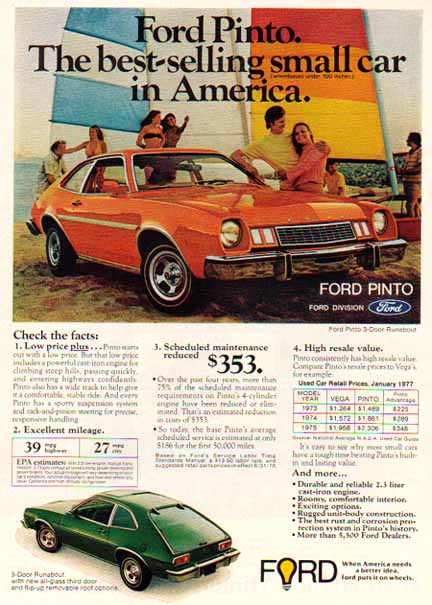 Ford Pinto.
The best-selling small car
(wheelbases under 100 inches)
in America.
FORD PINTO
FORD DIVISION Ford
Ford Pinto 3-Door Runabout
Check the facts:
1. Low price plus... Pinto starts
out with a low price. But that low price
includes a powerful cast-iron engine for
climbing steep hills, passing quickly,
and entering highways confidently.
Pinto also has a wide track to help give
it a comfortable, stable ride. And every
Pinto has a sporty suspension system
and rack-and-pinion steering for precise,
responsive handling.
2. Excellent mileage.
39 mpg highway 27 mpg city
EPA estimates
3-Door Runabout
with new all-glass third door
and flip-up removable roof options.
3. Scheduled maintenance
reduced $353.
• Over the past four years, more than
75% of the scheduled maintenance
requirements on Pinto's 4-cylinder
engine have been reduced or elim-
inated. That's an estimated reduction
in costs of $353.
• So today, the base Pinto's average
scheduled service is estimated at only
$186 for the first 50,000 miles.
Based on Ford's Service Labor Time
Standards Manual, a $13.50 labor rate, and
suggested retail parts prices in effect 8/31/76.
4. High resale value.
Pinto consistently has high resale value.
Compare Pinto's resale prices to Vega's,
for example:
Used Car Retail Prices, January 1977
MODEL YEAR VEGA PINTO Pinto Advantage
1973 $1,264 $1,489 $225
1974 $1,572 $1,861 $289
1975 $1,958 $2,306 $348
Source: National Average N.A.D.A. Used Car Guide
It's easy to see why most small cars
have a tough time beating Pinto's built-
in and lasting value.
And more...
• Durable and reliable 2.3 liter
cast-iron engine.
• Roomy, comfortable interior.
• Exciting options.
• Rugged unit-body construction.
• The best rust and corrosion pro-
tection system in Pinto's history.
• More than 5,500 Ford Dealers.
FORD
When America needs
a better idea,
Ford puts it on wheels.